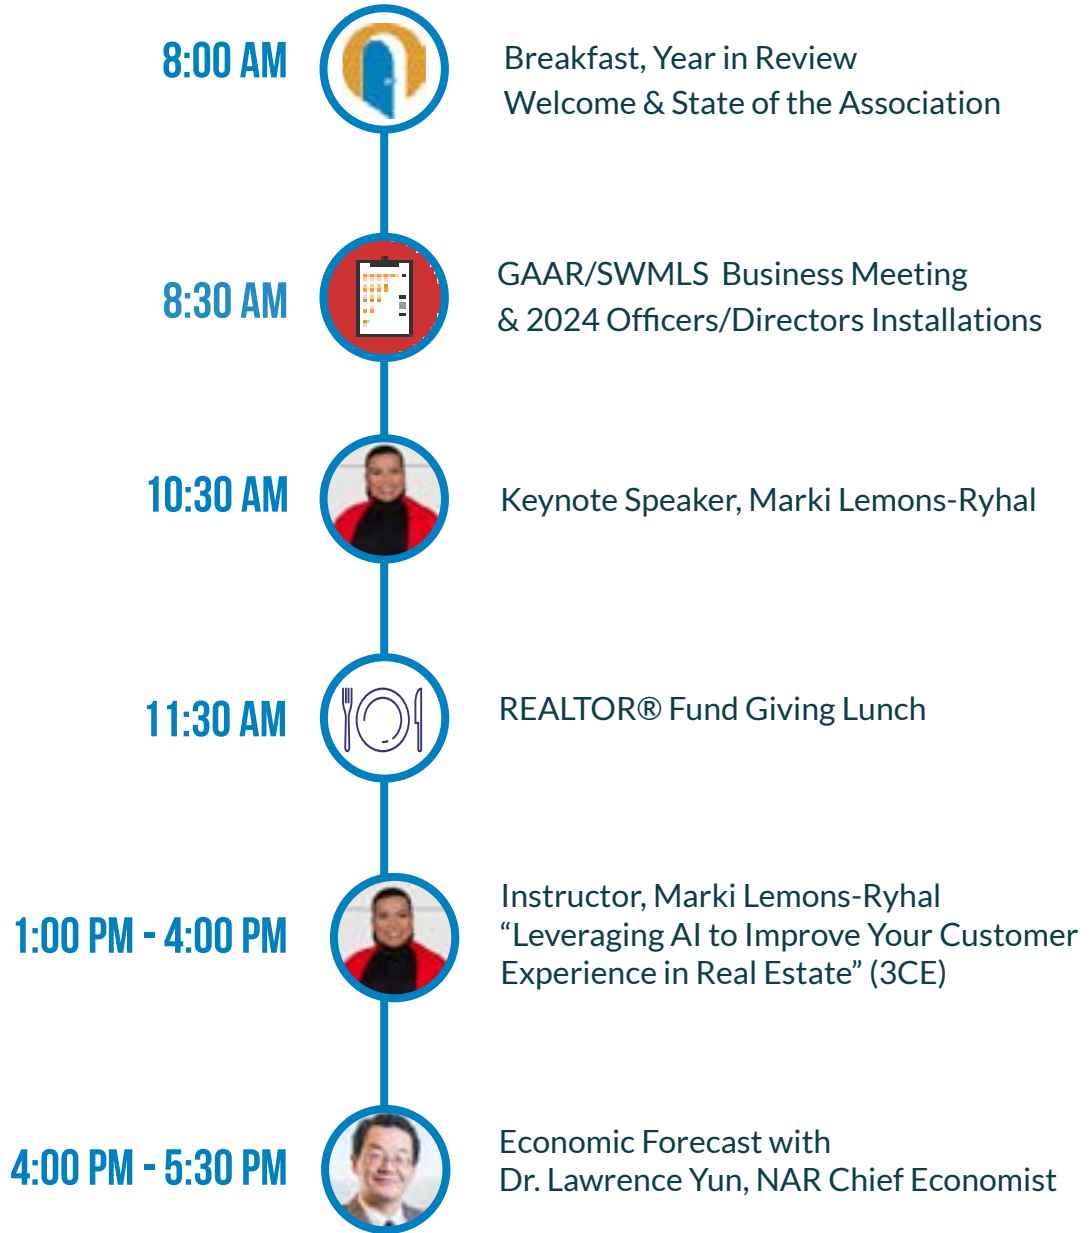 8:00 AM
Breakfast, Year in Review
Welcome & State of the Association
8:30 AM
GAAR/SWMLS Business Meeting
& 2024 Officers/Directors Installations
10:30 AM
Keynote Speaker, Marki Lemons-Ryhal
11:30 AM
REALTOR® Fund Giving Lunch
1:00 PM - 4:00 PM
Instructor, Marki Lemons-Ryhal
“Leveraging AI to Improve Your Customer
Experience in Real Estate” (3CE)
4:00 PM - 5:30 PM
Economic Forecast with
Dr. Lawrence Yun, NAR Chief Economist